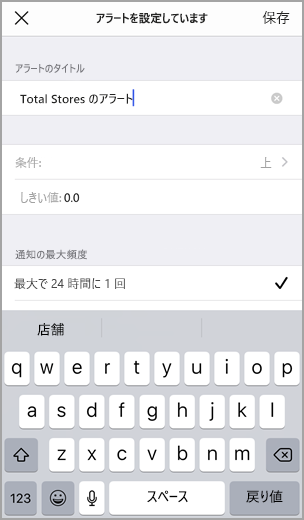 アラートを設定しています 保存
アラートのタイトル
Total Stores のアラート
条件: 上
しきい値: 0.0
通知の最大頻度
最大で 24 時間に 1 回
店舗
q w e r t y u i o p
a s d f g h j k l
z x c v b n m
123 スペース 戻り値